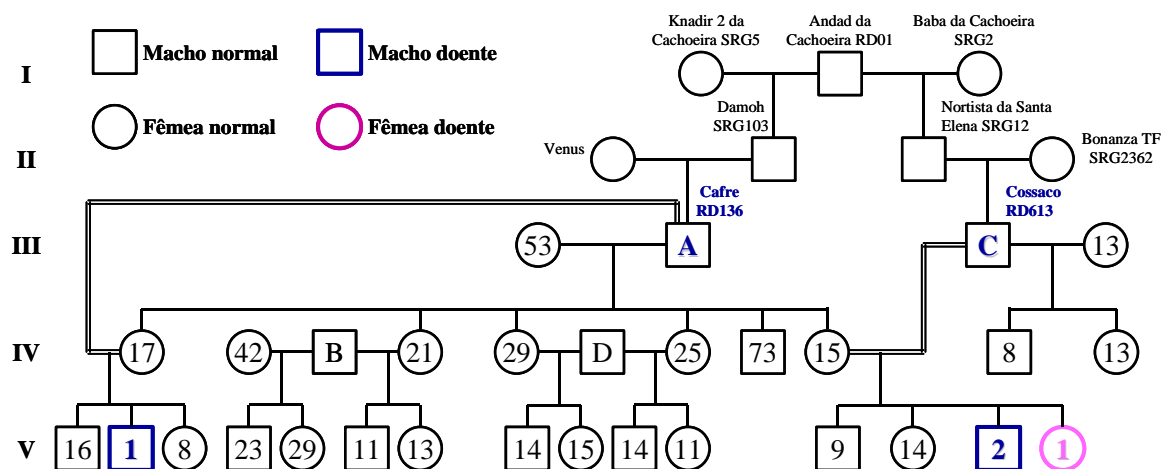 Knadir 2 da
Cachoeira SRG5
Andad da
Cachoeira RD01
Baba da Cachoeira
SRG2
Macho normal
Macho doente
I
Fêmea normal
Fêmea doente
Damoh
SRG103
Nortista da Santa
Elena SRG12
II
Venus
Bonanza TF
SRG2362
Cafre
RD136
Cossaco
RD613
III
53
A
C
13
IV
17
42
B
21
29
D
25
73
15
8
13
V
16
1
8
23
29
11
13
14
15
14
11
9
14
2
1